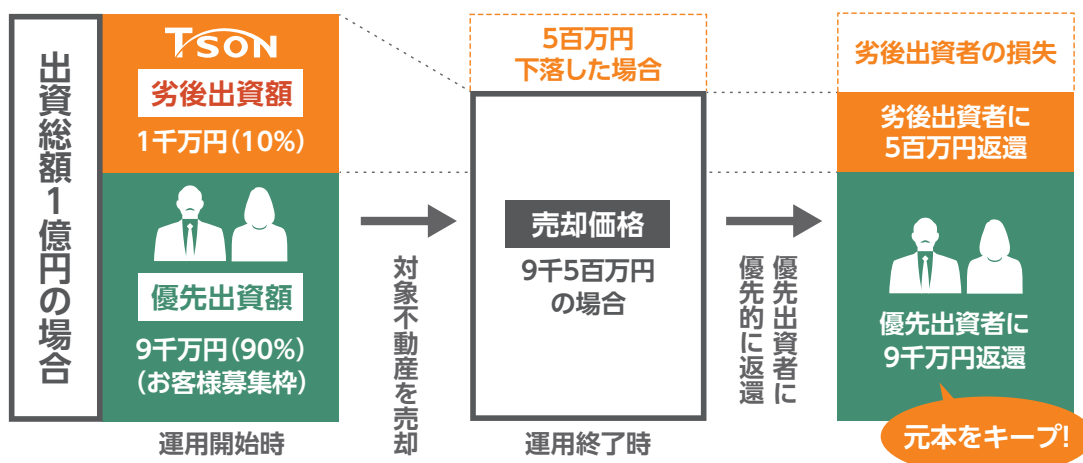 出資総額1億円の場合
TSON
劣後出資額
1千万円(10%)
優先出資額
9千万円(90%)
(お客様募集枠)
運用開始時
対象不動産を売却
5百万円
下落した場合
売却価格
9千5百万円
の場合
運用終了時
優先出資者に
優先的に返還
劣後出資者の損失
劣後出資者に
5百万円返還
優先出資者に
9千万円返還
元本をキープ!